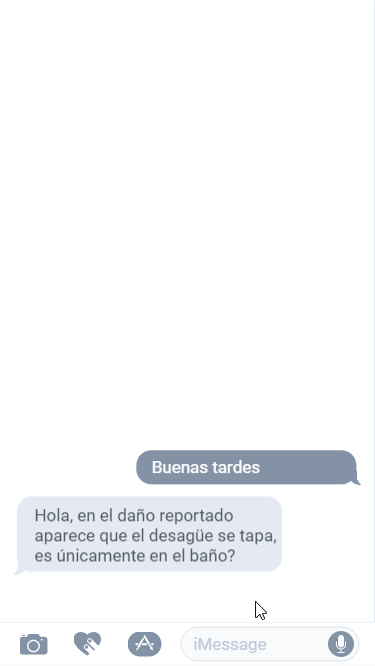 Buenas tardes
Hola, en el daño reportado
aparece que el desagüe se tapa,
es únicamente en el baño?
iMessage